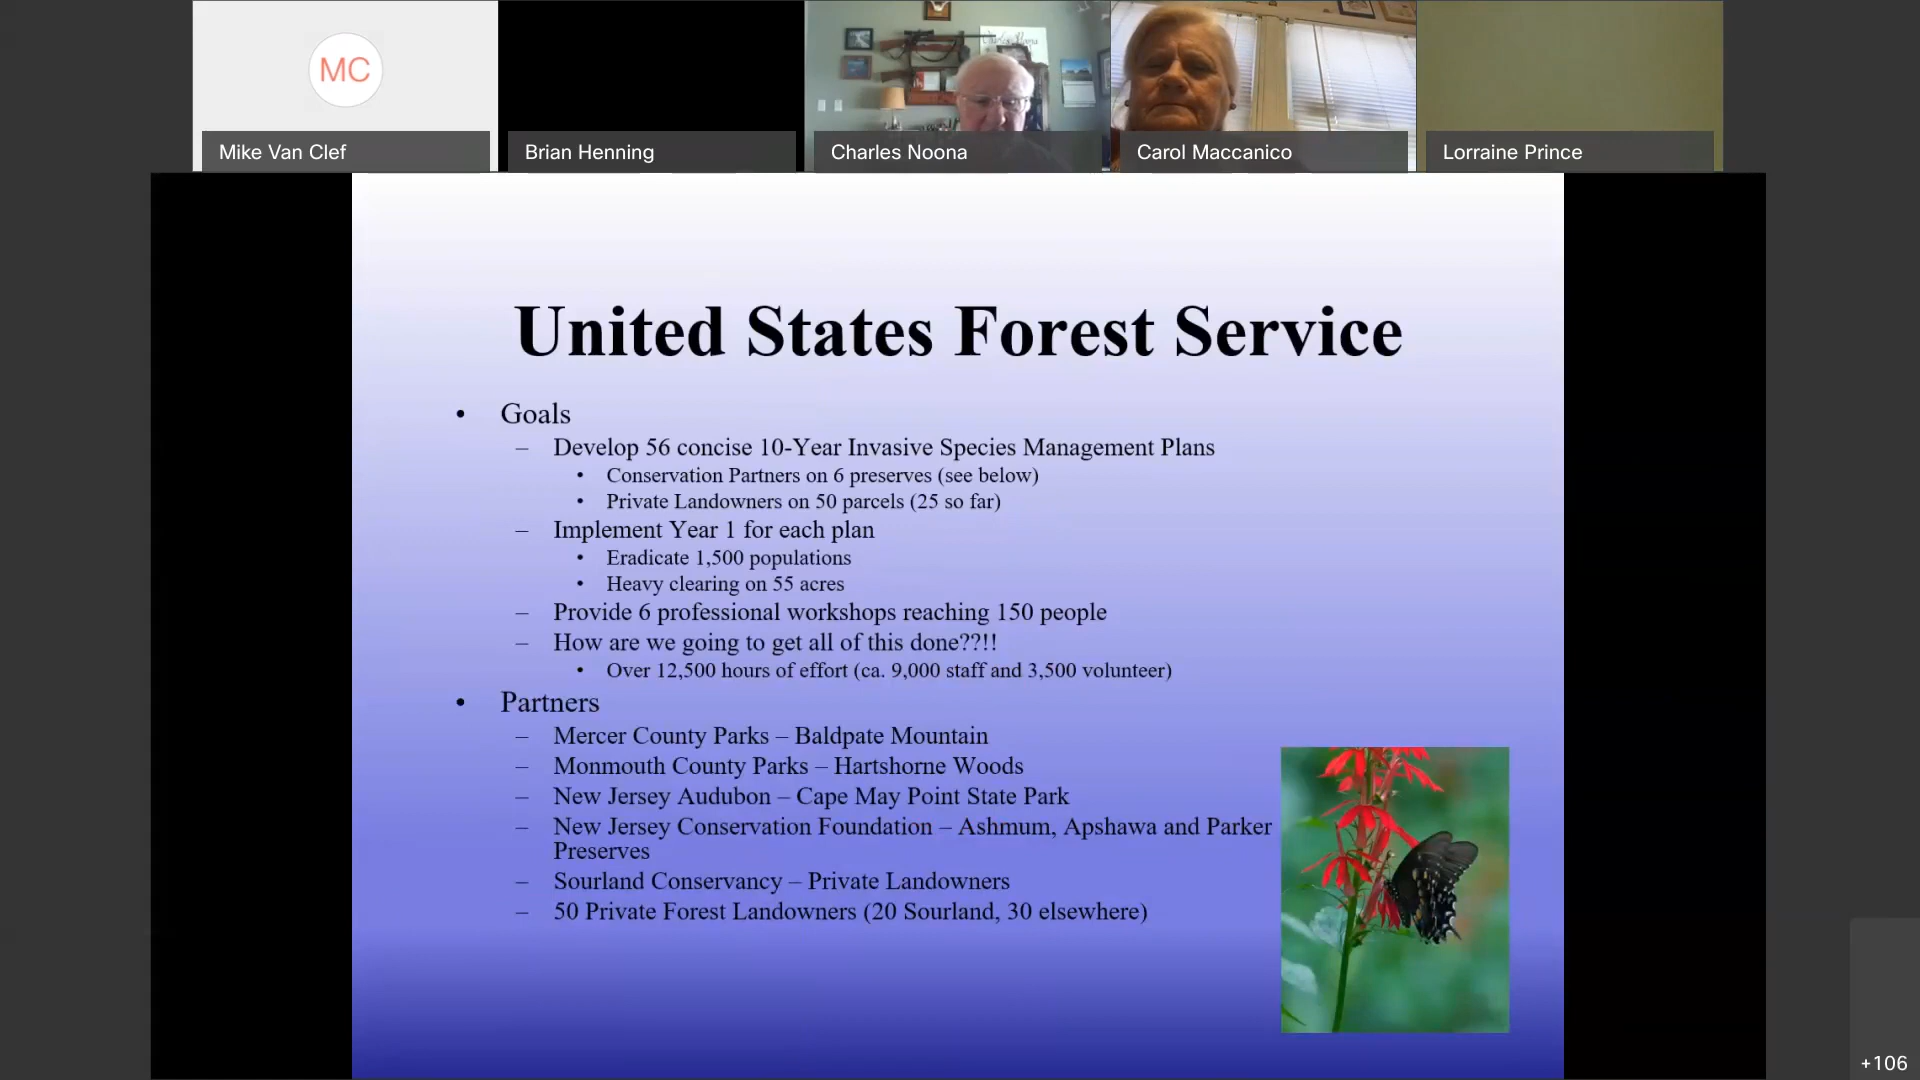 MC
Mike Van Clef
Brian Henning
Charles Noona
Carol Maccanico
Lorraine Prince
United States Forest Service
• Goals
– Develop 56 concise 10-Year Invasive Species Management Plans
• Conservation Partners on 6 preserves (see below)
• Private Landowners on 50 parcels (25 so far)
– Implement Year 1 for each plan
• Eradicate 1,500 populations
• Heavy clearing on 55 acres
– Provide 6 professional workshops reaching 150 people
– How are we going to get all of this done??!!
• Over 12,500 hours of effort (ca. 9,000 staff and 3,500 volunteer)
• Partners
– Mercer County Parks – Baldpate Mountain
– Monmouth County Parks – Hartshorne Woods
– New Jersey Audubon – Cape May Point State Park
– New Jersey Conservation Foundation – Ashmum, Apshawa and Parker
Preserves
– Sourland Conservancy – Private Landowners
– 50 Private Forest Landowners (20 Sourland, 30 elsewhere)
+106